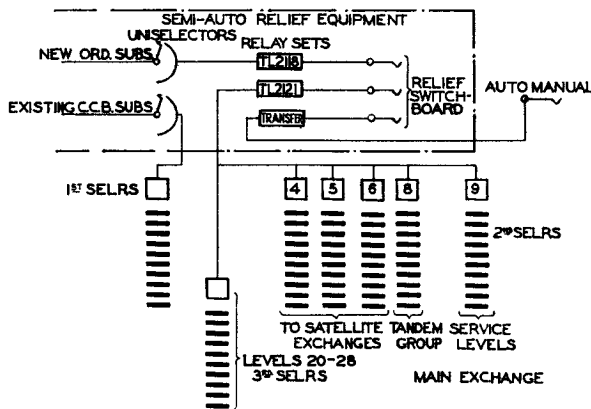 SEMI-AUTO RELIEF EQUIPMENT
UNISELECTORS
RELAY SETS
NEW ORD. SUBS.
TL2118
EXISTING C.C.B. SUBS.
TL2121
TRANSFER
RELIEF
SWITCH-
BOARD
AUTO MANUAL
1ST SELRS
4
5
6
8
9
2ND SELRS
TO SATELLITE
EXCHANGES
TANDEM
GROUP
SERVICE
LEVELS
LEVELS 20-28
3RD SELRS
MAIN EXCHANGE